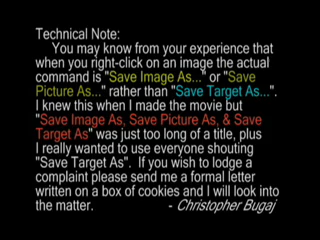 Technical Note:
You may know from your experience that
when you right-click on an image the actual
command is "Save Image As..." or "Save
Picture As..." rather than "Save Target As...".
I knew this when I made the movie but
"Save Image As, Save Picture As, & Save
Target As" was just too long of a title, plus
I really wanted to use everyone shouting
"Save Target As". If you wish to lodge a
complaint please send me a formal letter
written on a box of cookies and I will look into
the matter. - Christopher Bugaj